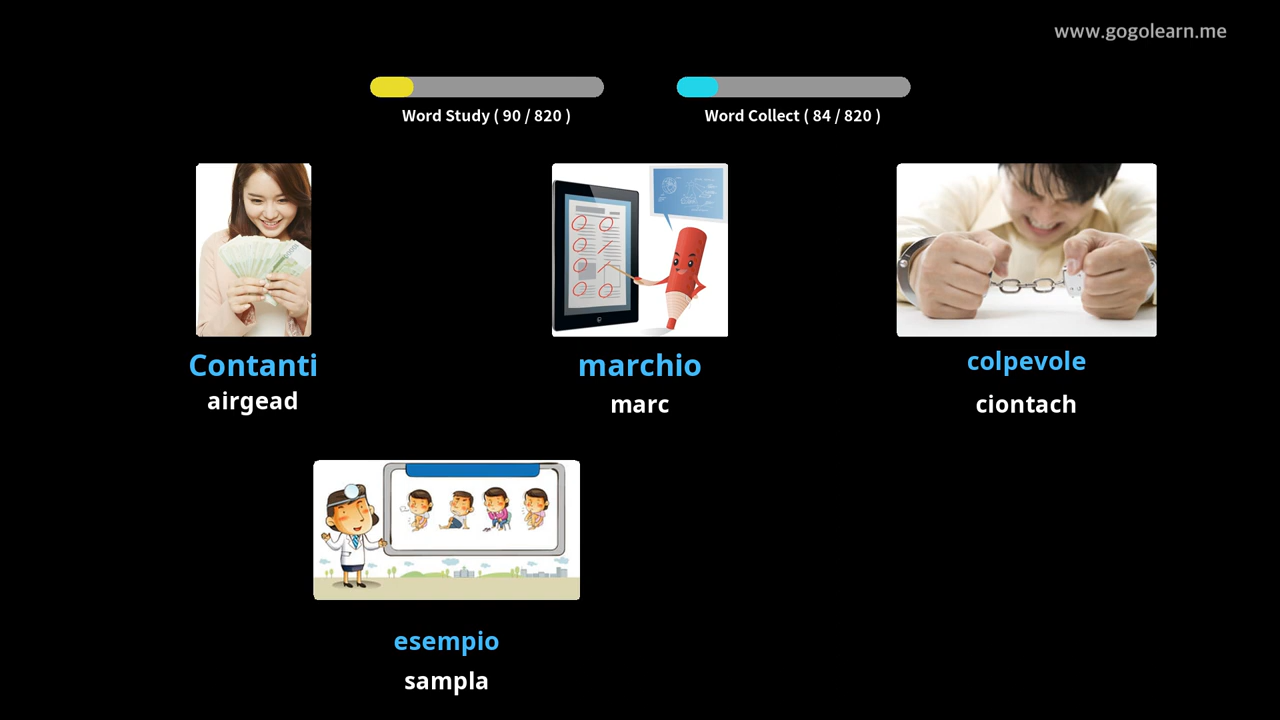 www.gogolearn.me
Word Study ( 90 / 820 )
Word Collect ( 84 / 820 )
Contanti
airgead
marchio
marc
colpevole
ciontach
esempio
sampla